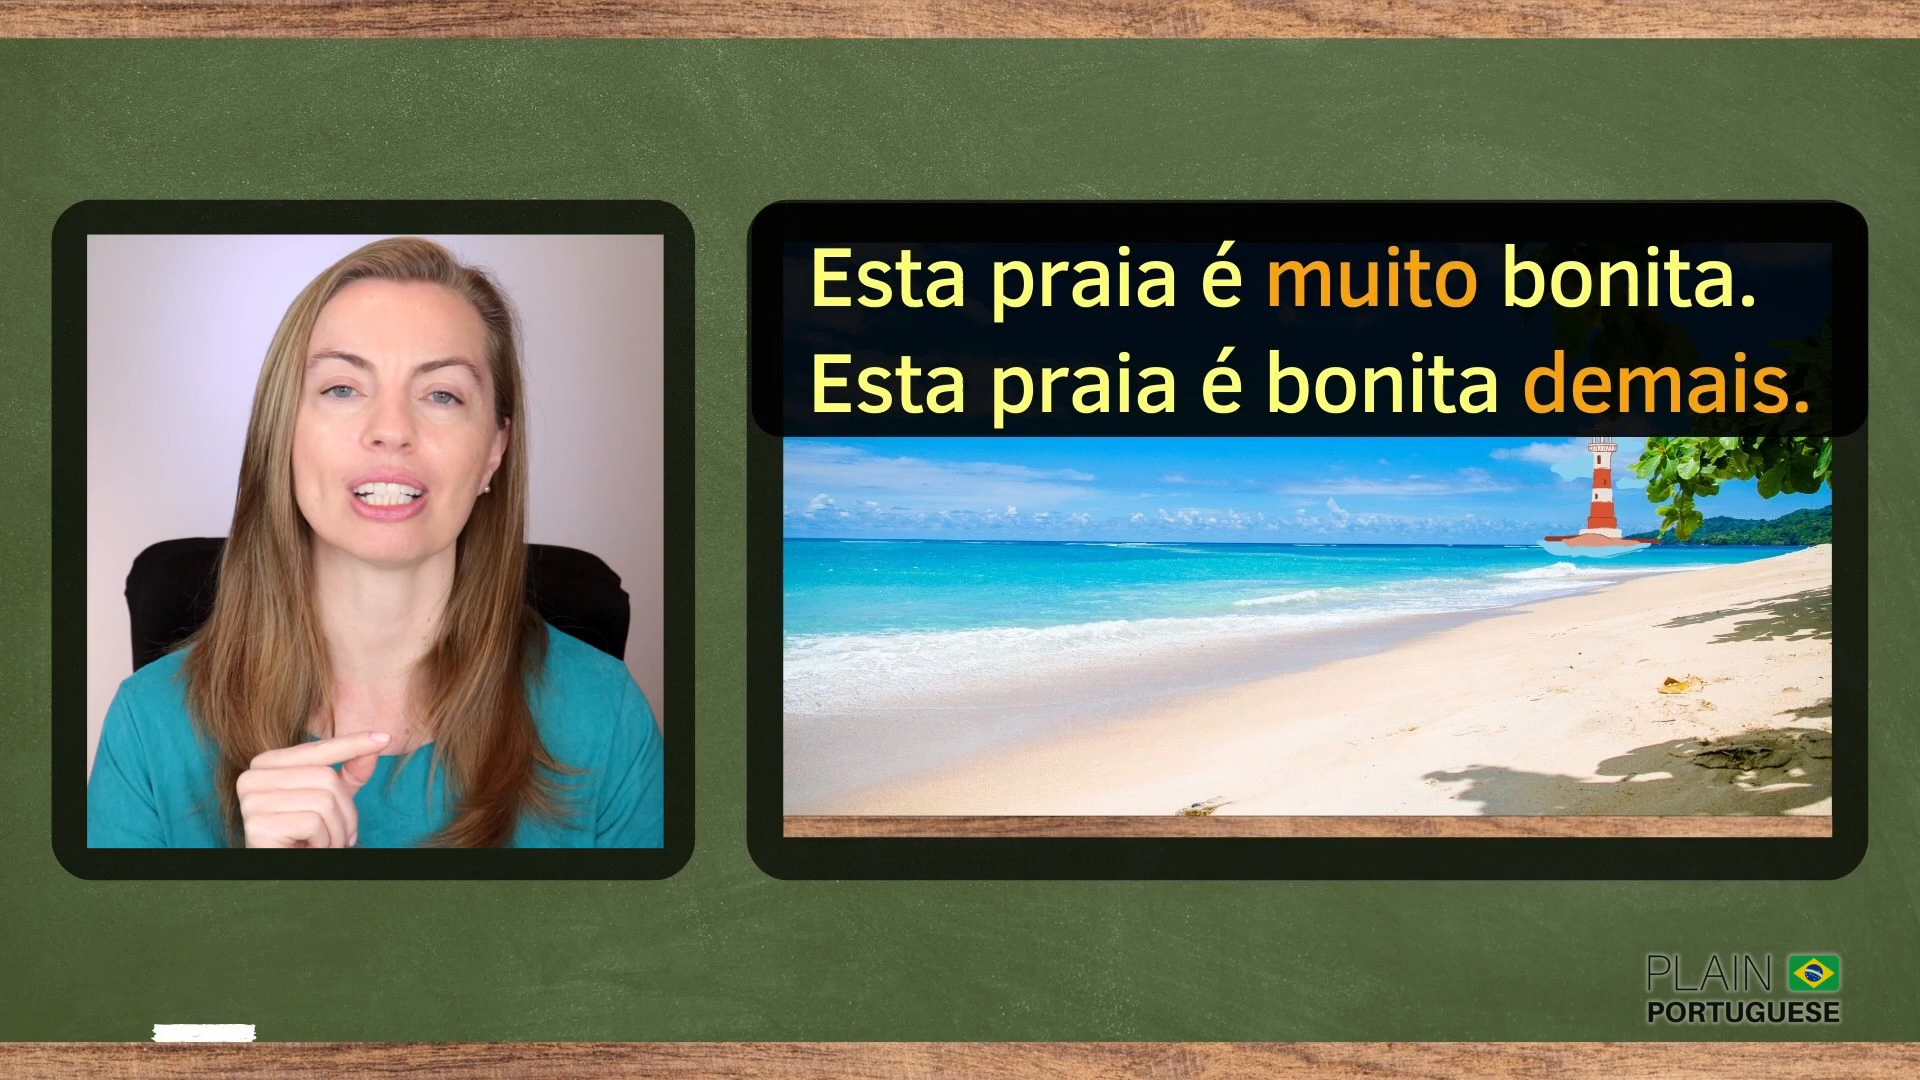 Esta praia é muito bonita.
Esta praia é bonita demais.
PLAIN
PORTUGUESE